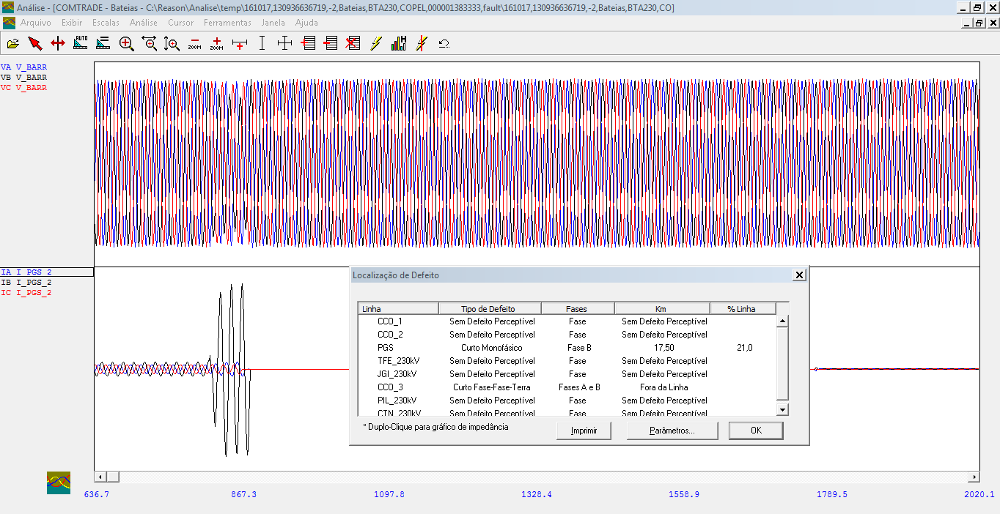 Análise - [COMTRADE - Bateias - C:\Reason\Analise\temp\161017,130936636719,-2,Bateias,BTA230,COPEL,000001383333,fault\161017,130936636719,-2,Bateias,BTA230,CO]
Arquivo Exibir Escalas Análise Cursor Ferramentas Janela Ajuda
AUTO ZOOM ZOOM H
VA V_BARR
VB V_BARR
VC V_BARR
IA I_PGS_2
IB I_PGS_2
IC I_PGS_2
Localização de Defeito
Linha Tipo de Defeito Fases Km % Linha
CCO_1 Sem Defeito Perceptível Fase Sem Defeito Perceptível
CCO_2 Sem Defeito Perceptível Fase Sem Defeito Perceptível
PGS Curto Monofásico Fase B 17,50 21,0
TFE_230kV Sem Defeito Perceptível Fase Sem Defeito Perceptível
JGI_230kV Sem Defeito Perceptível Fase Sem Defeito Perceptível
CCO_3 Curto Fase-Fase-Terra Fases A e B Fora da Linha
PIL_230kV Sem Defeito Perceptível Fase Sem Defeito Perceptível
CTN_230kV Sem Defeito Perceptível Fase Sem Defeito Perceptível
* Duplo-Clique para gráfico de impedância
Imprimir Parâmetros... OK
636.7 867.3 1097.8 1328.4 1558.9 1789.5 2020.1